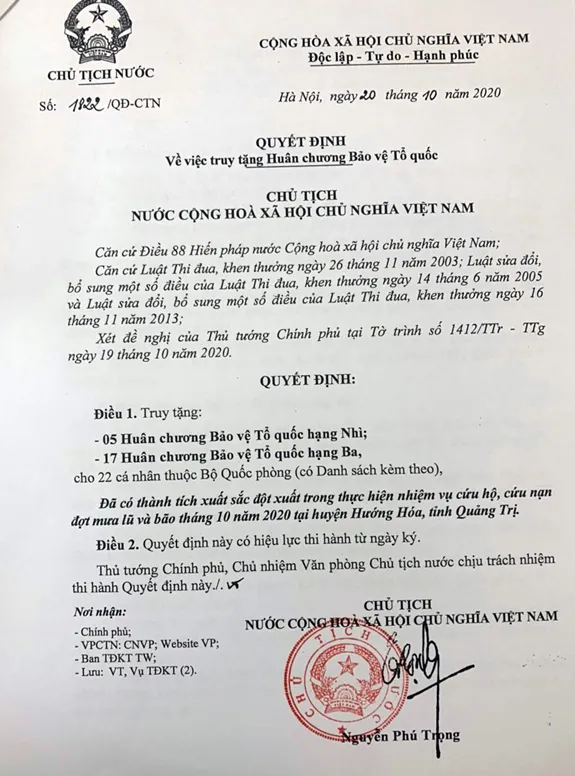 CHỦ TỊCH NƯỚC
Số: 1822/QĐ-CTN
CỘNG HÒA XÃ HỘI CHỦ NGHĨA VIỆT NAM
Độc lập - Tự do - Hạnh phúc
Hà Nội, ngày 20 tháng 10 năm 2020
QUYẾT ĐỊNH
Về việc truy tặng Huân chương Bảo vệ Tổ quốc
CHỦ TỊCH
NƯỚC CỘNG HOÀ XÃ HỘI CHỦ NGHĨA VIỆT NAM
Căn cứ Điều 88 Hiến pháp nước Cộng hoà xã hội chủ nghĩa Việt Nam;
Căn cứ Luật Thi đua, khen thưởng ngày 26 tháng 11 năm 2003; Luật sửa đổi,
bổ sung một số điều của Luật Thi đua, khen thưởng ngày 14 tháng 6 năm 2005
và Luật sửa đổi, bổ sung một số điều của Luật Thi đua, khen thưởng ngày 16
tháng 11 năm 2013;
Xét đề nghị của Thủ tướng Chính phủ tại Tờ trình số 1412/TTr - TTg
ngày 19 tháng 10 năm 2020.
QUYẾT ĐỊNH:
Điều 1. Truy tặng:
- 05 Huân chương Bảo vệ Tổ quốc hạng Nhì;
- 17 Huân chương Bảo vệ Tổ quốc hạng Ba,
cho 22 cá nhân thuộc Bộ Quốc phòng (có Danh sách kèm theo),
Đã có thành tích xuất sắc đột xuất trong thực hiện nhiệm vụ cứu hộ, cứu nạn
đợt mưa lũ và bão tháng 10 năm 2020 tại huyện Hướng Hóa, tỉnh Quảng Trị.
Điều 2. Quyết định này có hiệu lực thi hành từ ngày ký.
Thủ tướng Chính phủ, Chủ nhiệm Văn phòng Chủ tịch nước chịu trách nhiệm
thi hành Quyết định này./.
Nơi nhận:
- Chính phủ;
- VPCTN: CNVP; Website VP;
- Ban TĐKT TW;
- Lưu: VT, Vụ TĐKT (2).
CHỦ TỊCH
NƯỚC CỘNG HOÀ XÃ HỘI CHỦ NGHĨA VIỆT NAM
CHỦ TỊCH NƯỚC
Nguyễn Phú Trọng